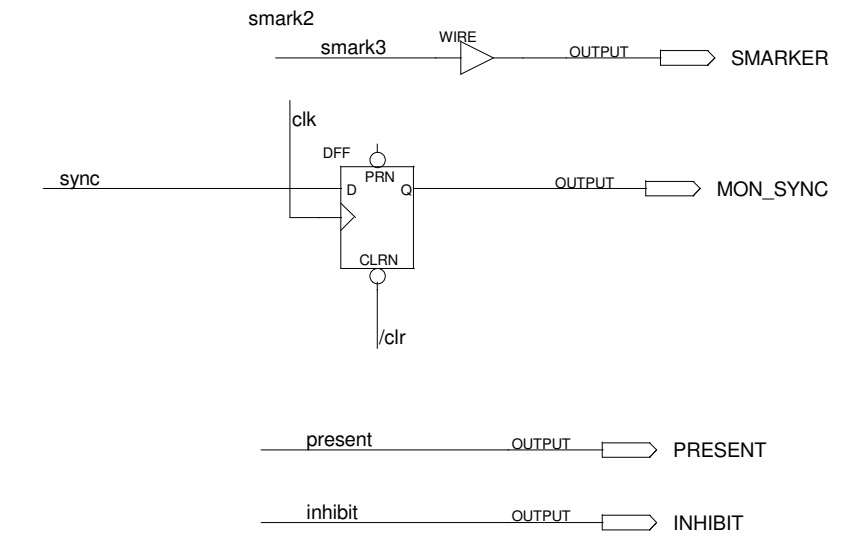 smark2
smark3 WIRE OUTPUT SMARKER
clk
DFF
PRN
sync D Q OUTPUT MON_SYNC
CLRN
/clr
present OUTPUT PRESENT
inhibit OUTPUT INHIBIT